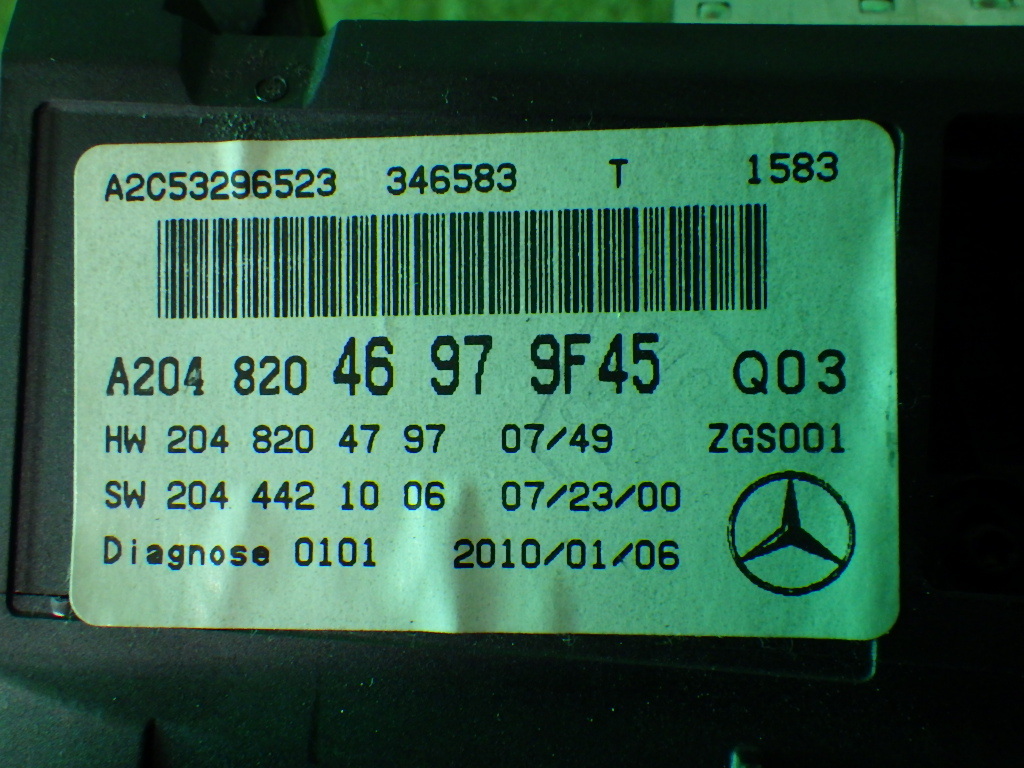 A2C53296523 346583 T 1583
A204 820 46 97 9F45 Q03
HW 204 820 47 97 07/49 ZGS001
SW 204 442 10 06 07/23/00
Diagnose 0101 2010/01/06